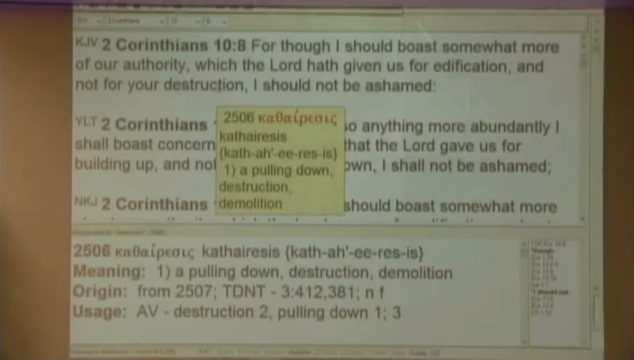 KJV 2 Corinthians 10:8 For though I should boast somewhat more
of our authority, which the Lord hath given us for edification, and
not for your destruction, I should not be ashamed:
YLT 2 Corinthians so anything more abundantly I
shall boast concern that the Lord gave us for
building up, and not own, I shall not be ashamed;
NKJ 2 Corinthians should boast somewhat more
2506 καθαίρεσις
kathairesis
{kath-ah'-ee-res-is}
1) a pulling down,
destruction,
demolition
2506 καθαίρεσις kathairesis {kath-ah'-ee-res-is}
Meaning: 1) a pulling down, destruction, demolition
Origin: from 2507; TDNT - 3:412,381; n f
Usage: AV - destruction 2, pulling down 1; 3